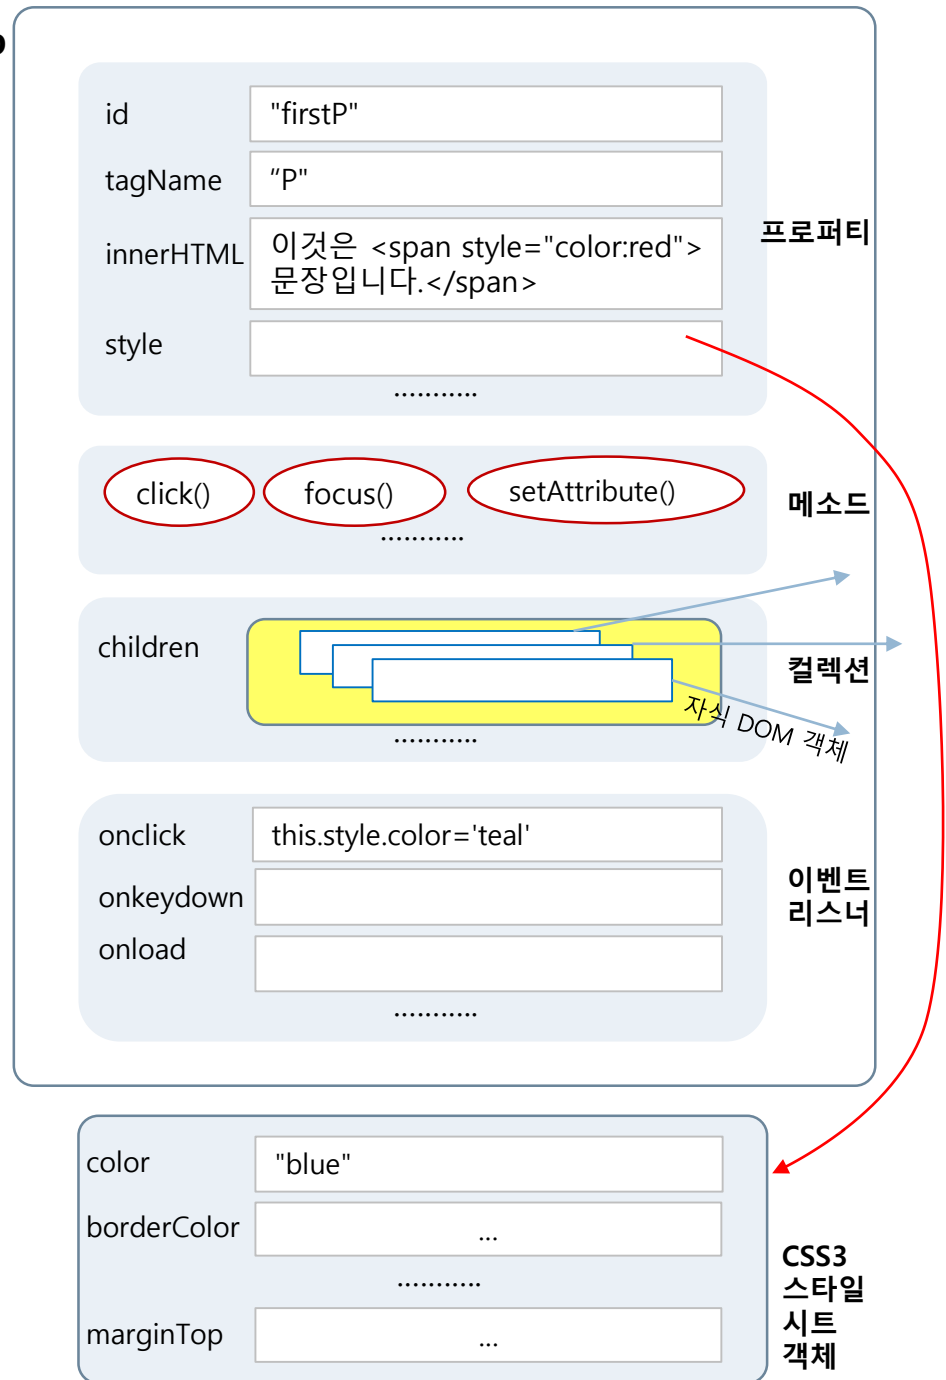 p
id
"firstP"
tagName
“P"
innerHTML
이것은 <span style="color:red">
문장입니다.</span>
style
...........
프로퍼티
click()
focus()
setAttribute()
...........
메소드
children
자식 DOM 객체
...........
컬렉션
onclick
this.style.color='teal'
onkeydown
onload
...........
이벤트
리스너
color
"blue"
borderColor
...
...........
marginTop
...
CSS3
스타일
시트
객체